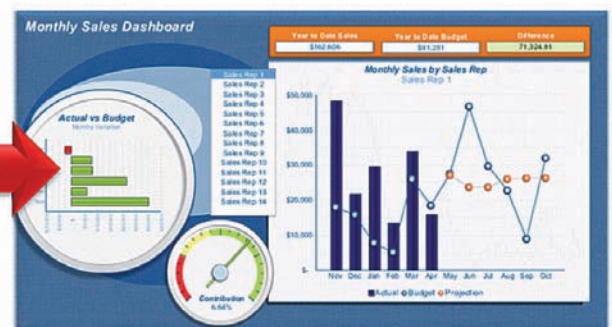 Monthly Sales Dashboard
Year to Date Sales
Year to Date Budget
Difference
$162,606
$91,281
71,324.81
Sales Rep 1
Sales Rep 2
Sales Rep 3
Sales Rep 4
Sales Rep 5
Sales Rep 6
Sales Rep 7
Sales Rep 8
Sales Rep 9
Sales Rep 10
Sales Rep 11
Sales Rep 12
Sales Rep 13
Sales Rep 14
Actual vs Budget
Monthly Variation
Monthly Sales by Sales Rep
Sales Rep 1
$50,000
$40,000
$30,000
$20,000
$10,000
$-
Nov Dec Jan Feb Mar Apr May Jun Jul Aug Sep Oct
Actual Budget Projection
Contribution
6.64%